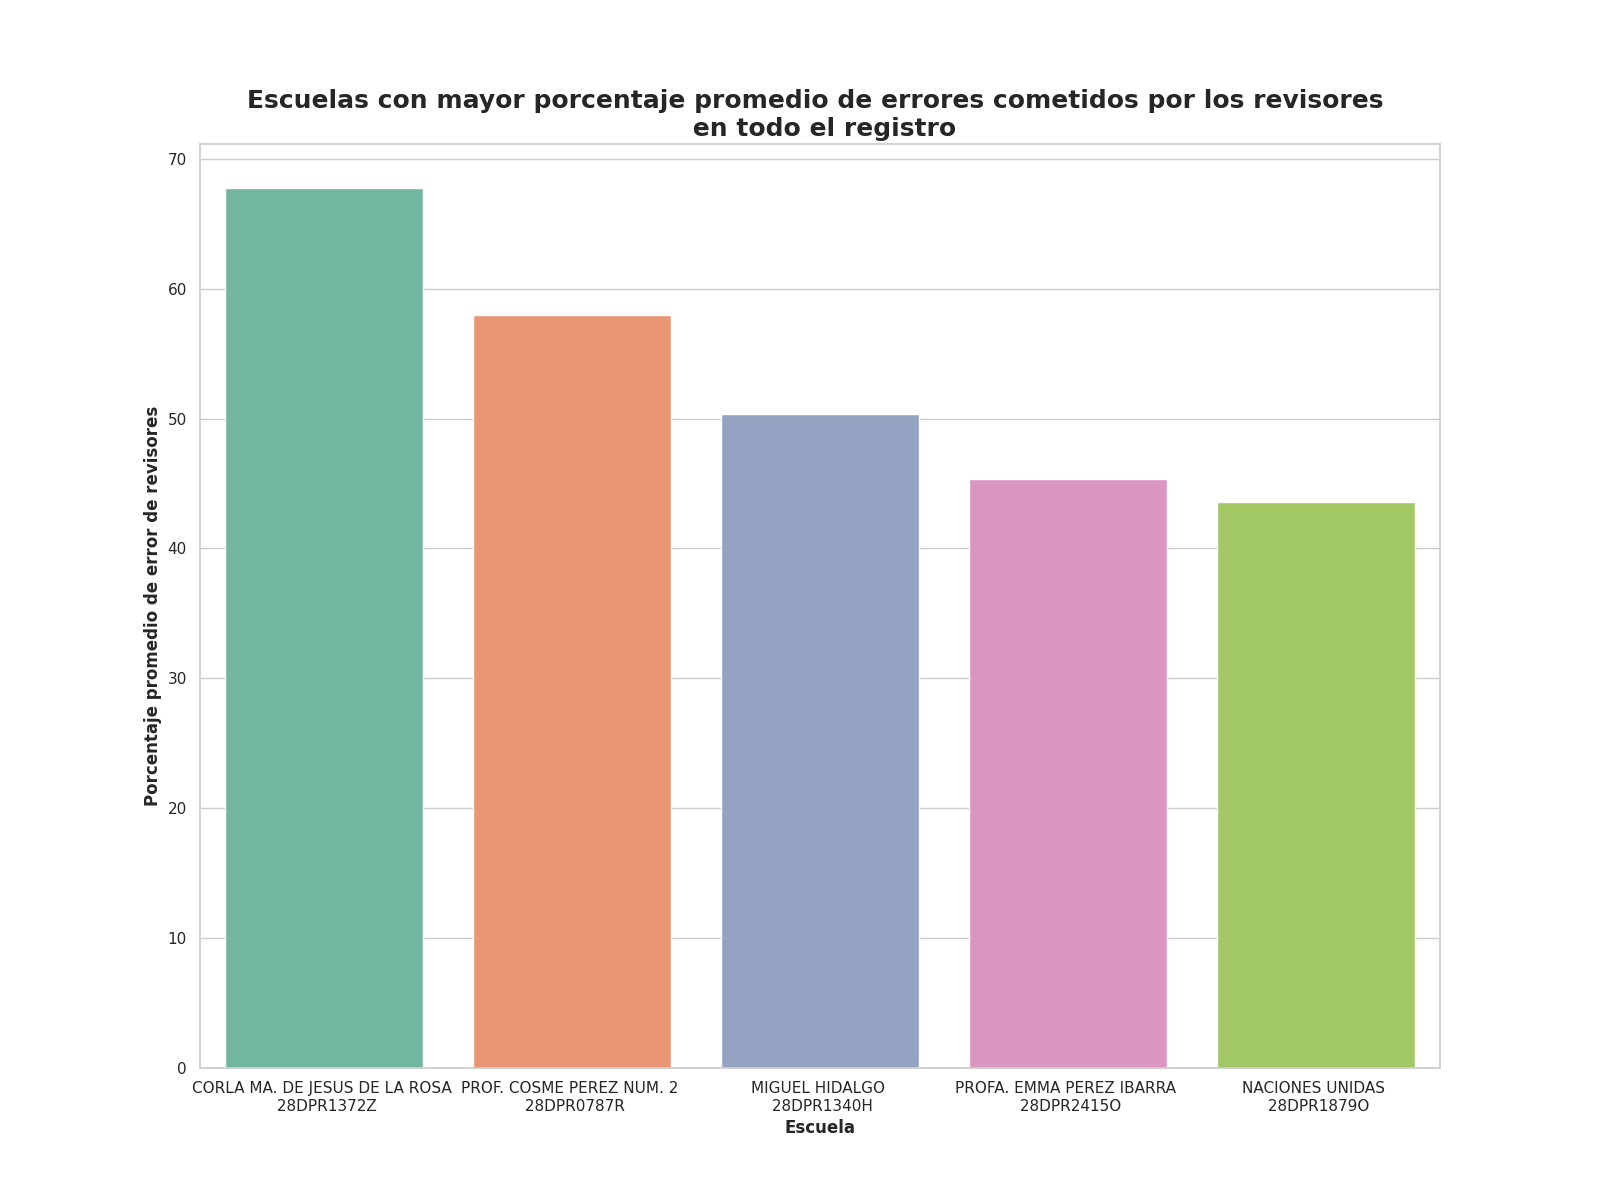 Escuelas con mayor porcentaje promedio de errores cometidos por los revisores
en todo el registro
Porcentaje promedio de error de revisores
70
60
50
40
30
20
10
0
CORLA MA. DE JESUS DE LA ROSA
28DPR1372Z
PROF. COSME PEREZ NUM. 2
28DPR0787R
MIGUEL HIDALGO
28DPR1340H
PROFA. EMMA PEREZ IBARRA
28DPR2415O
NACIONES UNIDAS
28DPR1879O
Escuela